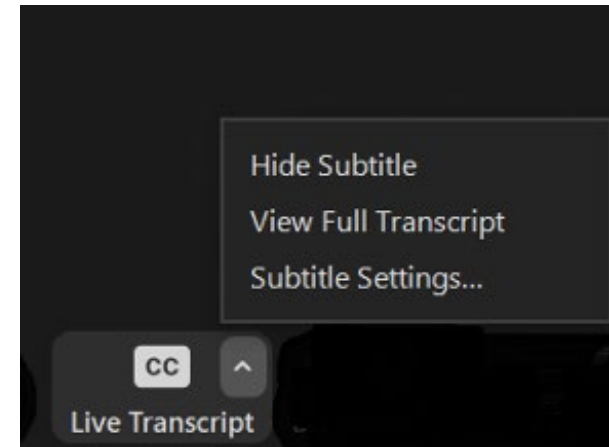 Hide Subtitle
View Full Transcript
Subtitle Settings...
CC
Live Transcript